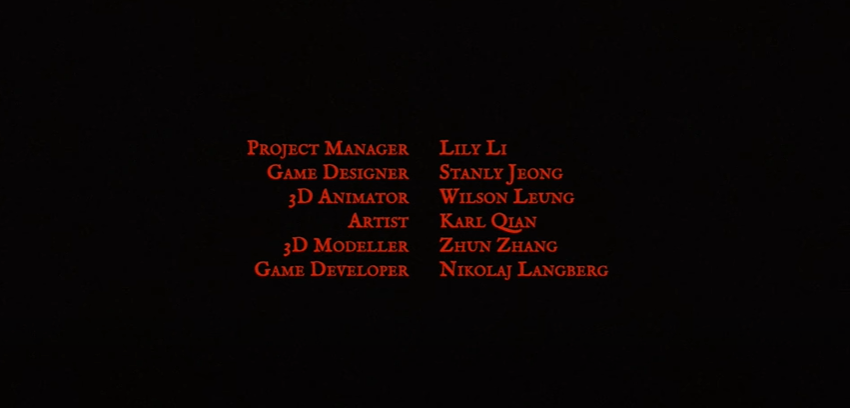 Project Manager Lily Li
Game Designer Stanly Jeong
3D Animator Wilson Leung
Artist Karl Qian
3D Modeller Zhun Zhang
Game Developer Nikolaj Langberg